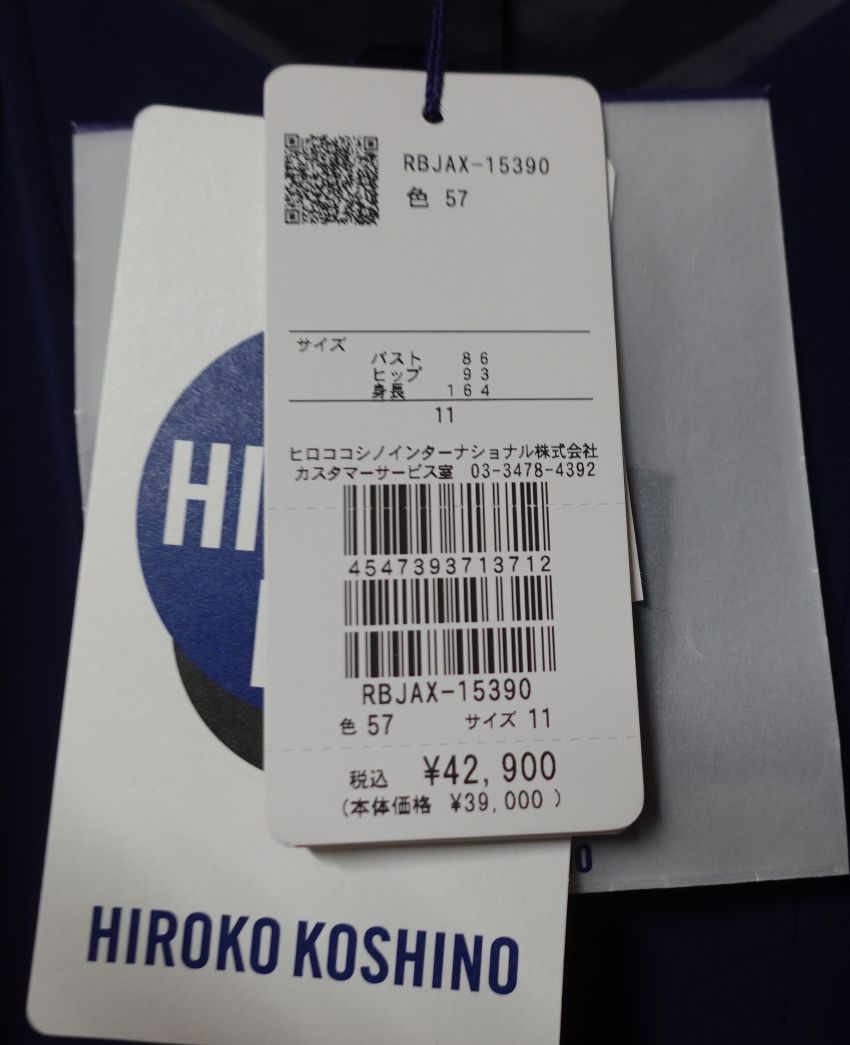 RBJAX-15390
色 57
サイズ
バスト 86
ヒップ 93
身長 164
11
ヒロココシノインターナショナル株式会社
カスタマーサービス室 03-3478-4392
4547393713712
RBJAX-15390
色 57 サイズ 11
税込 ¥42,900
(本体価格 ¥39,000)
HIROKO KOSHINO